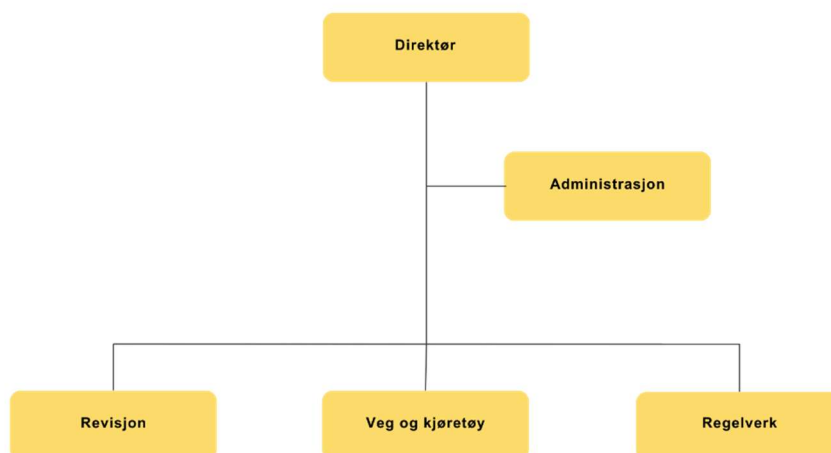 Direktør
Administrasjon
Revisjon
Veg og kjøretøy
Regelverk